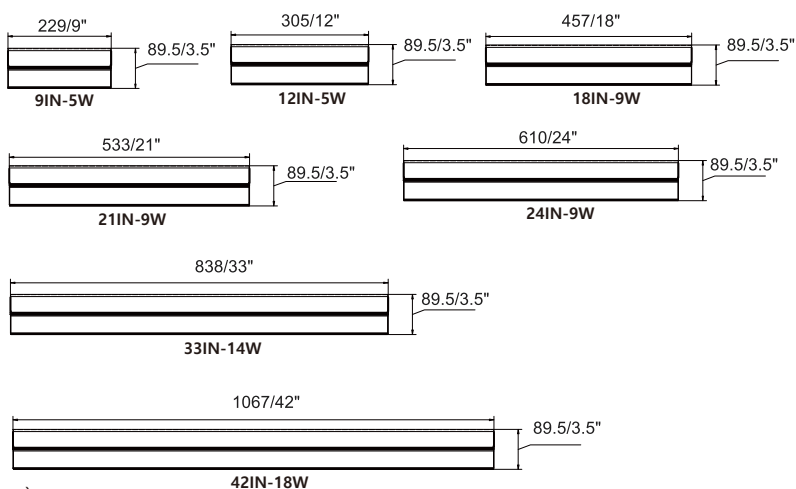 229/9"
89.5/3.5"
9IN-5W
305/12"
89.5/3.5"
12IN-5W
457/18"
89.5/3.5"
18IN-9W
533/21"
89.5/3.5"
21IN-9W
610/24"
89.5/3.5"
24IN-9W
838/33"
89.5/3.5"
33IN-14W
1067/42"
89.5/3.5"
42IN-18W